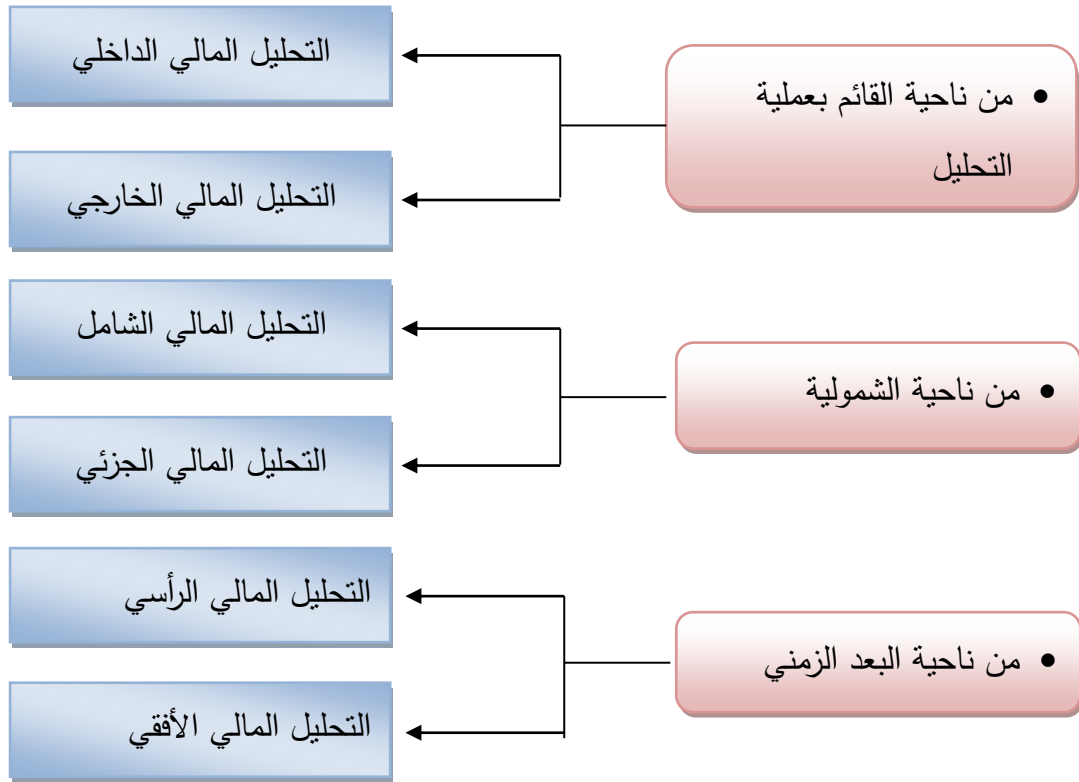 • من ناحية القائم بعملية
التحليل
التحليل المالي الداخلي
التحليل المالي الخارجي
• من ناحية الشمولية
التحليل المالي الشامل
التحليل المالي الجزئي
• من ناحية البعد الزمني
التحليل المالي الرأسي
التحليل المالي الأفقي